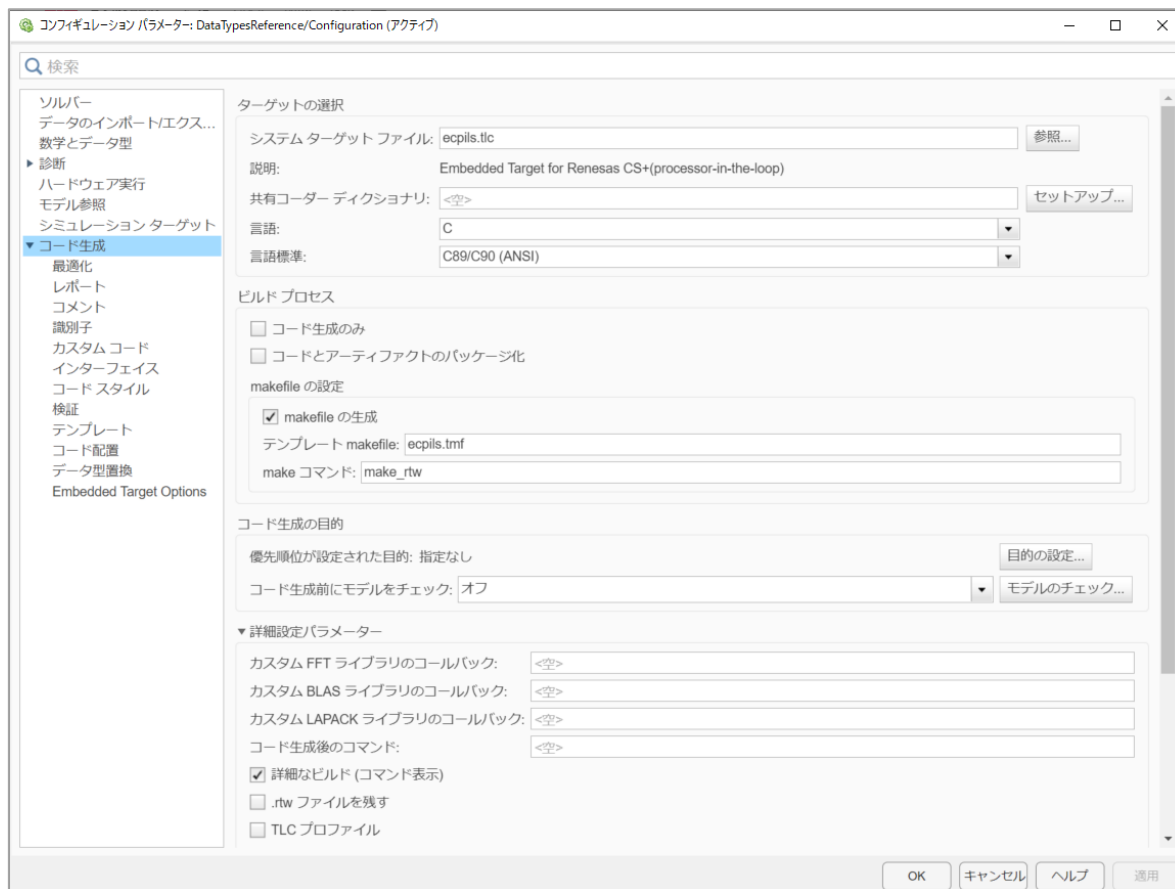 コンフィギュレーション パラメーター: DataTypesReference/Configuration (アクティブ)
検索
ソルバー
データのインポート/エクス...
数学とデータ型
診断
ハードウェア実行
モデル参照
シミュレーション ターゲット
コード生成
最適化
レポート
コメント
識別子
カスタム コード
インターフェイス
コード スタイル
検証
テンプレート
コード配置
データ型置換
Embedded Target Options
ターゲットの選択
システム ターゲット ファイル: ecpils.tlc 参照...
説明: Embedded Target for Renesas CS+(processor-in-the-loop)
共有コーダー ディクショナリ: <空> セットアップ...
言語: C
言語標準: C89/C90 (ANSI)
ビルド プロセス
コード生成のみ
コードとアーティファクトのパッケージ化
makefile の設定
makefile の生成
テンプレート makefile: ecpils.tmf
make コマンド: make_rtw
コード生成の目的
優先順位が設定された目的: 指定なし 目的の設定...
コード生成前にモデルをチェック: オフ モデルのチェック...
詳細設定パラメーター
カスタム FFT ライブラリのコールバック: <空>
カスタム BLAS ライブラリのコールバック: <空>
カスタム LAPACK ライブラリのコールバック: <空>
コード生成後のコマンド: <空>
詳細なビルド (コマンド表示)
.rtw ファイルを残す
TLC プロファイル
OK キャンセル ヘルプ 適用